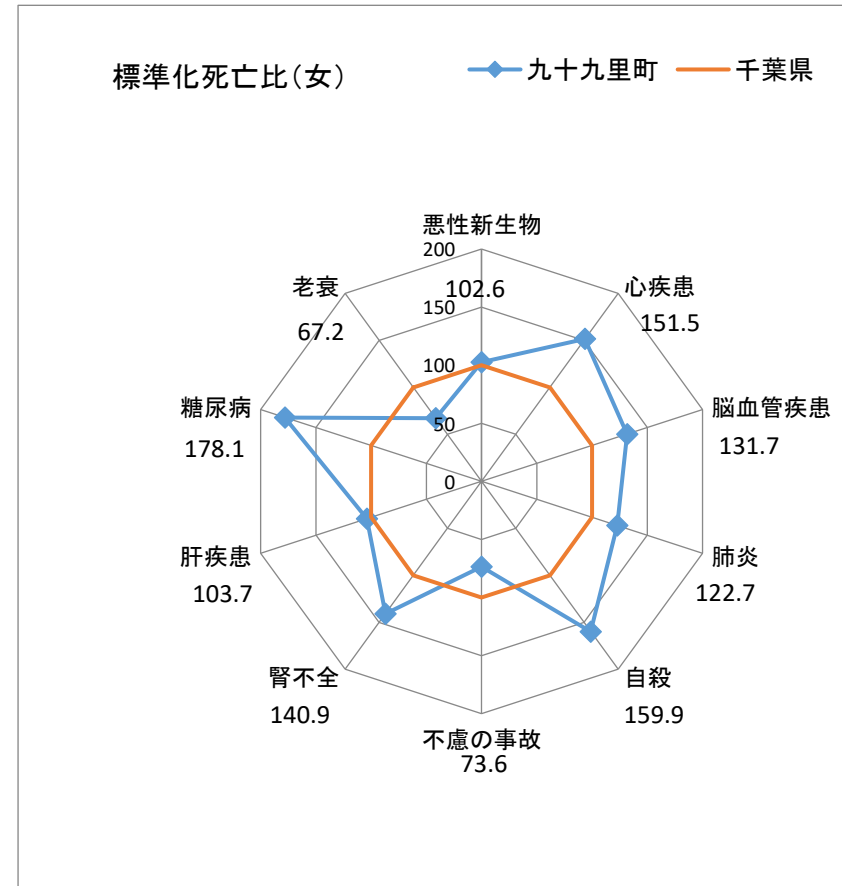 標準化死亡比(女)
九十九里町 千葉県
悪性新生物
102.6
心疾患
151.5
脳血管疾患
131.7
肺炎
122.7
自殺
159.9
不慮の事故
73.6
腎不全
140.9
肝疾患
103.7
糖尿病
178.1
老衰
67.2
200
150
100
50
0